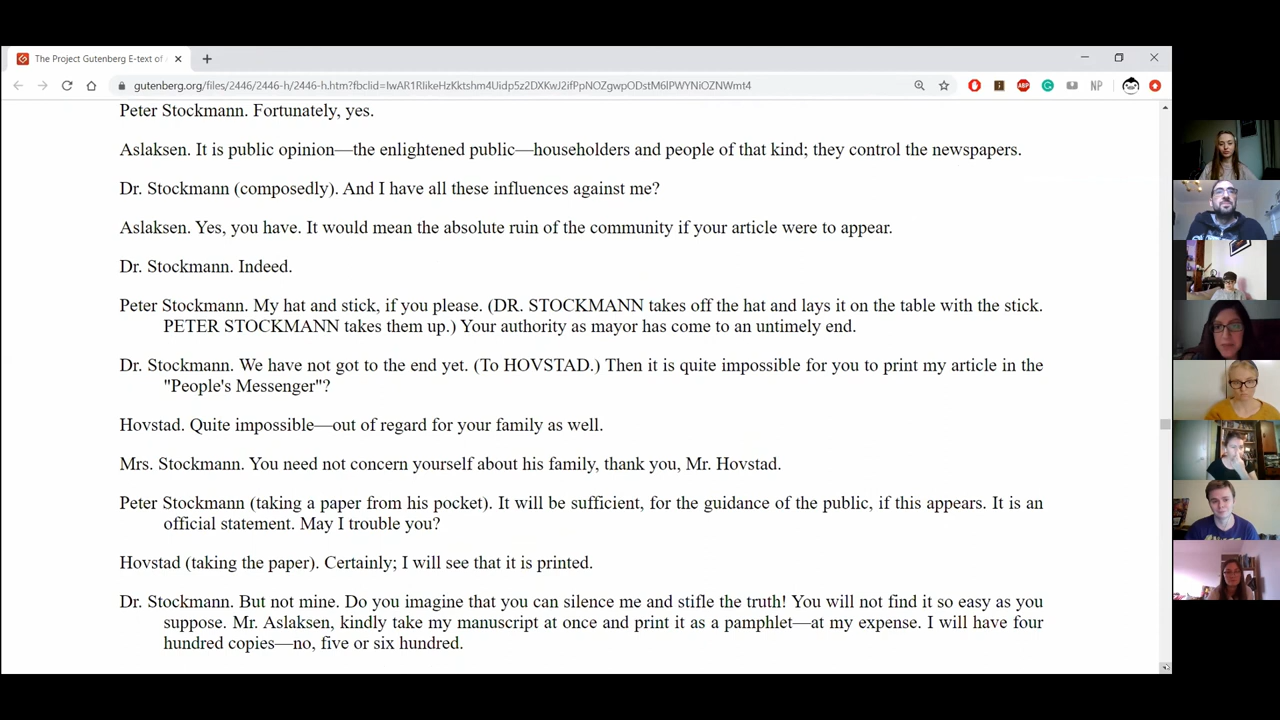 The Project Gutenberg E-text of
gutenberg.org/files/2446/2446-h/2446-h.htm?fbclid=IwAR1RIikeHzKktshm4Uidp5z2DXKwJ2ifPpNOZgwpODstM6lPWYNiOZNWmt4
ABP
NP
Peter Stockmann. Fortunately, yes.
Aslaksen. It is public opinion—the enlightened public—householders and people of that kind; they control the newspapers.
Dr. Stockmann (composedly). And I have all these influences against me?
Aslaksen. Yes, you have. It would mean the absolute ruin of the community if your article were to appear.
Dr. Stockmann. Indeed.
Peter Stockmann. My hat and stick, if you please. (DR. STOCKMANN takes off the hat and lays it on the table with the stick.
PETER STOCKMANN takes them up.) Your authority as mayor has come to an untimely end.
Dr. Stockmann. We have not got to the end yet. (To HOVSTAD.) Then it is quite impossible for you to print my article in the
"People's Messenger"?
Hovstad. Quite impossible—out of regard for your family as well.
Mrs. Stockmann. You need not concern yourself about his family, thank you, Mr. Hovstad.
Peter Stockmann (taking a paper from his pocket). It will be sufficient, for the guidance of the public, if this appears. It is an
official statement. May I trouble you?
Hovstad (taking the paper). Certainly; I will see that it is printed.
Dr. Stockmann. But not mine. Do you imagine that you can silence me and stifle the truth! You will not find it so easy as you
suppose. Mr. Aslaksen, kindly take my manuscript at once and print it as a pamphlet—at my expense. I will have four
hundred copies—no, five or six hundred.